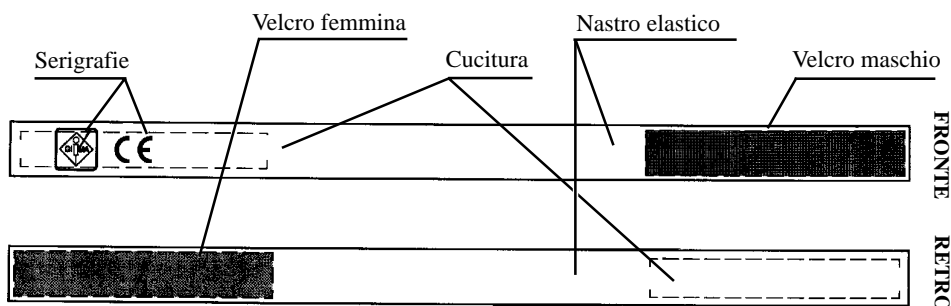 Velcro femmina
Nastro elastico
Serigrafie
Cucitura
Velcro maschio
CE
FRONTE
RETRO